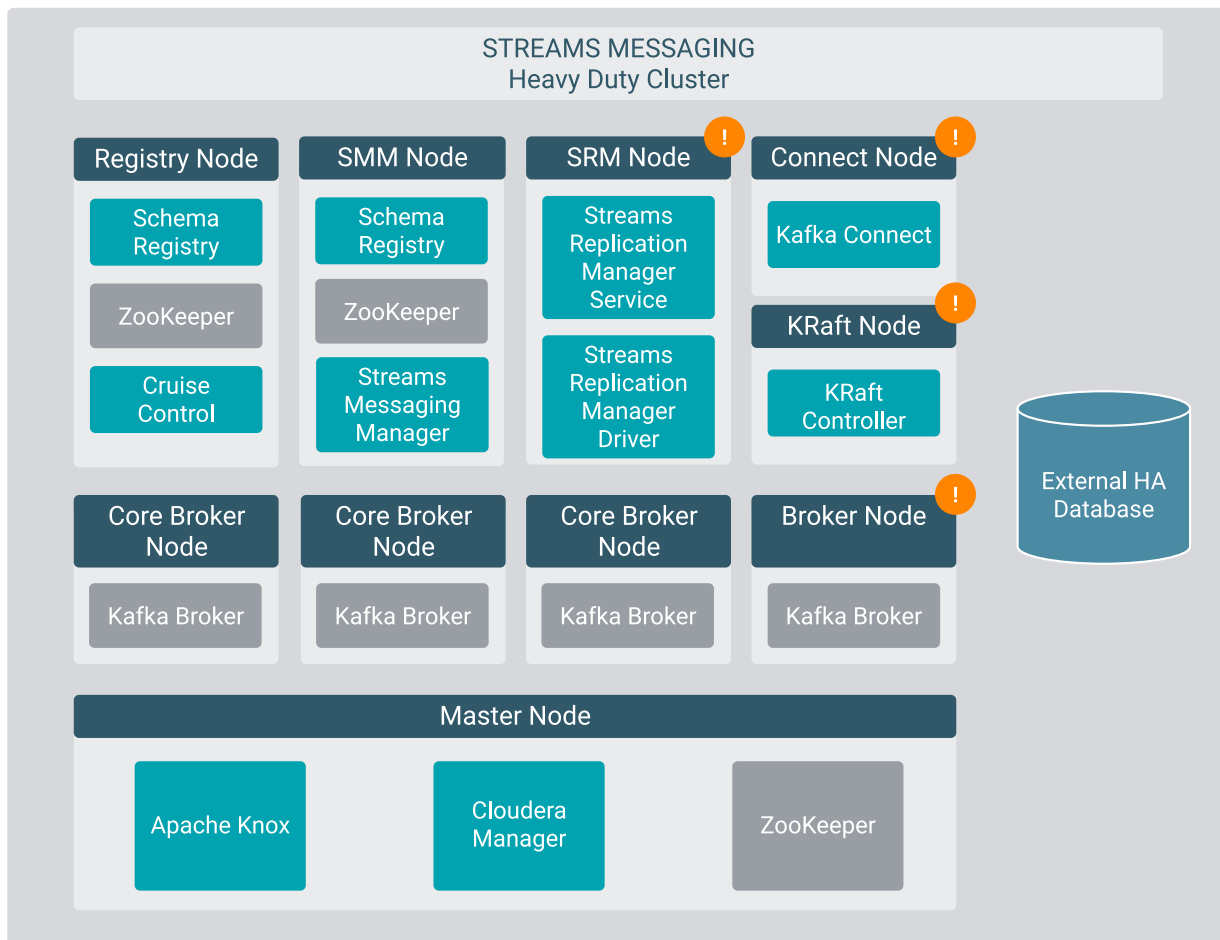 STREAMS MESSAGING
Heavy Duty Cluster
Registry Node
Schema
Registry
ZooKeeper
Cruise
Control
SMM Node
Schema
Registry
ZooKeeper
Streams
Messaging
Manager
!
SRM Node
Streams
Replication
Manager
Service
Streams
Replication
Manager
Driver
!
Connect Node
Kafka Connect
!
KRaft Node
KRaft
Controller
External HA
Database
Core Broker
Node
Kafka Broker
Core Broker
Node
Kafka Broker
Core Broker
Node
Kafka Broker
!
Broker Node
Kafka Broker
Master Node
Apache Knox
Cloudera
Manager
ZooKeeper